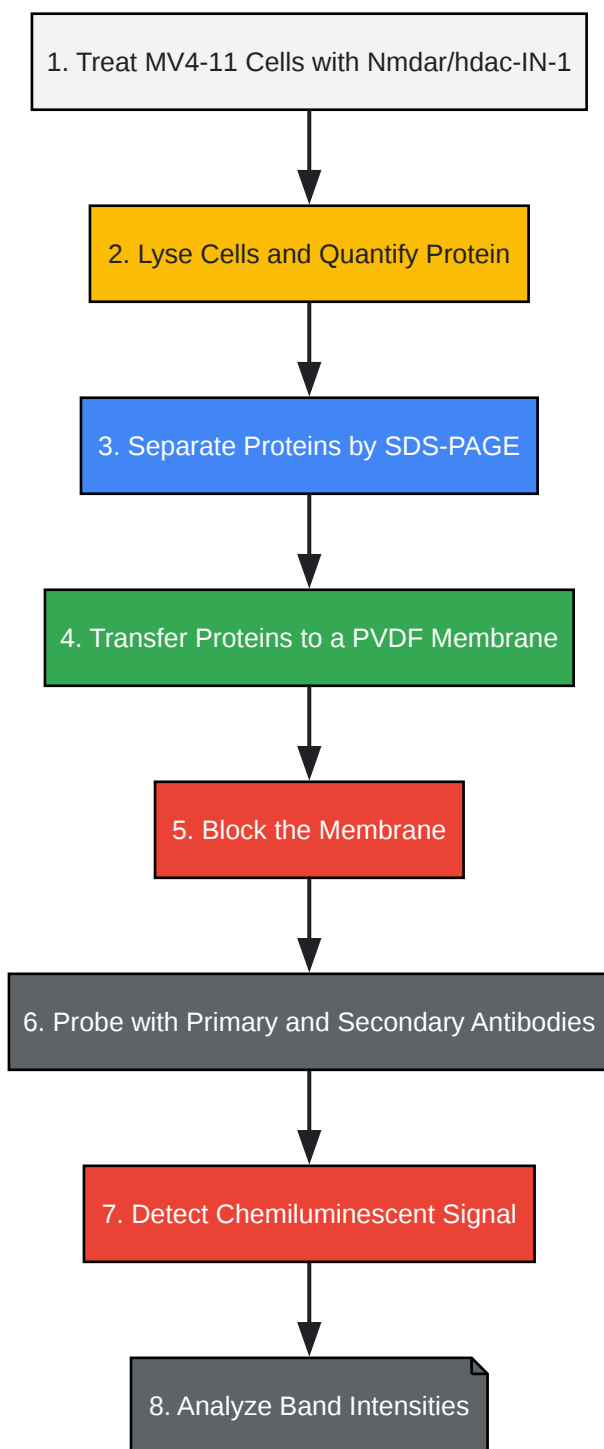 1. Treat MV4-11 Cells with Nmdar/hdac-IN-1
2. Lyse Cells and Quantify Protein
3. Separate Proteins by SDS-PAGE
4. Transfer Proteins to a PVDF Membrane
5. Block the Membrane
6. Probe with Primary and Secondary Antibodies
7. Detect Chemiluminescent Signal
8. Analyze Band Intensities